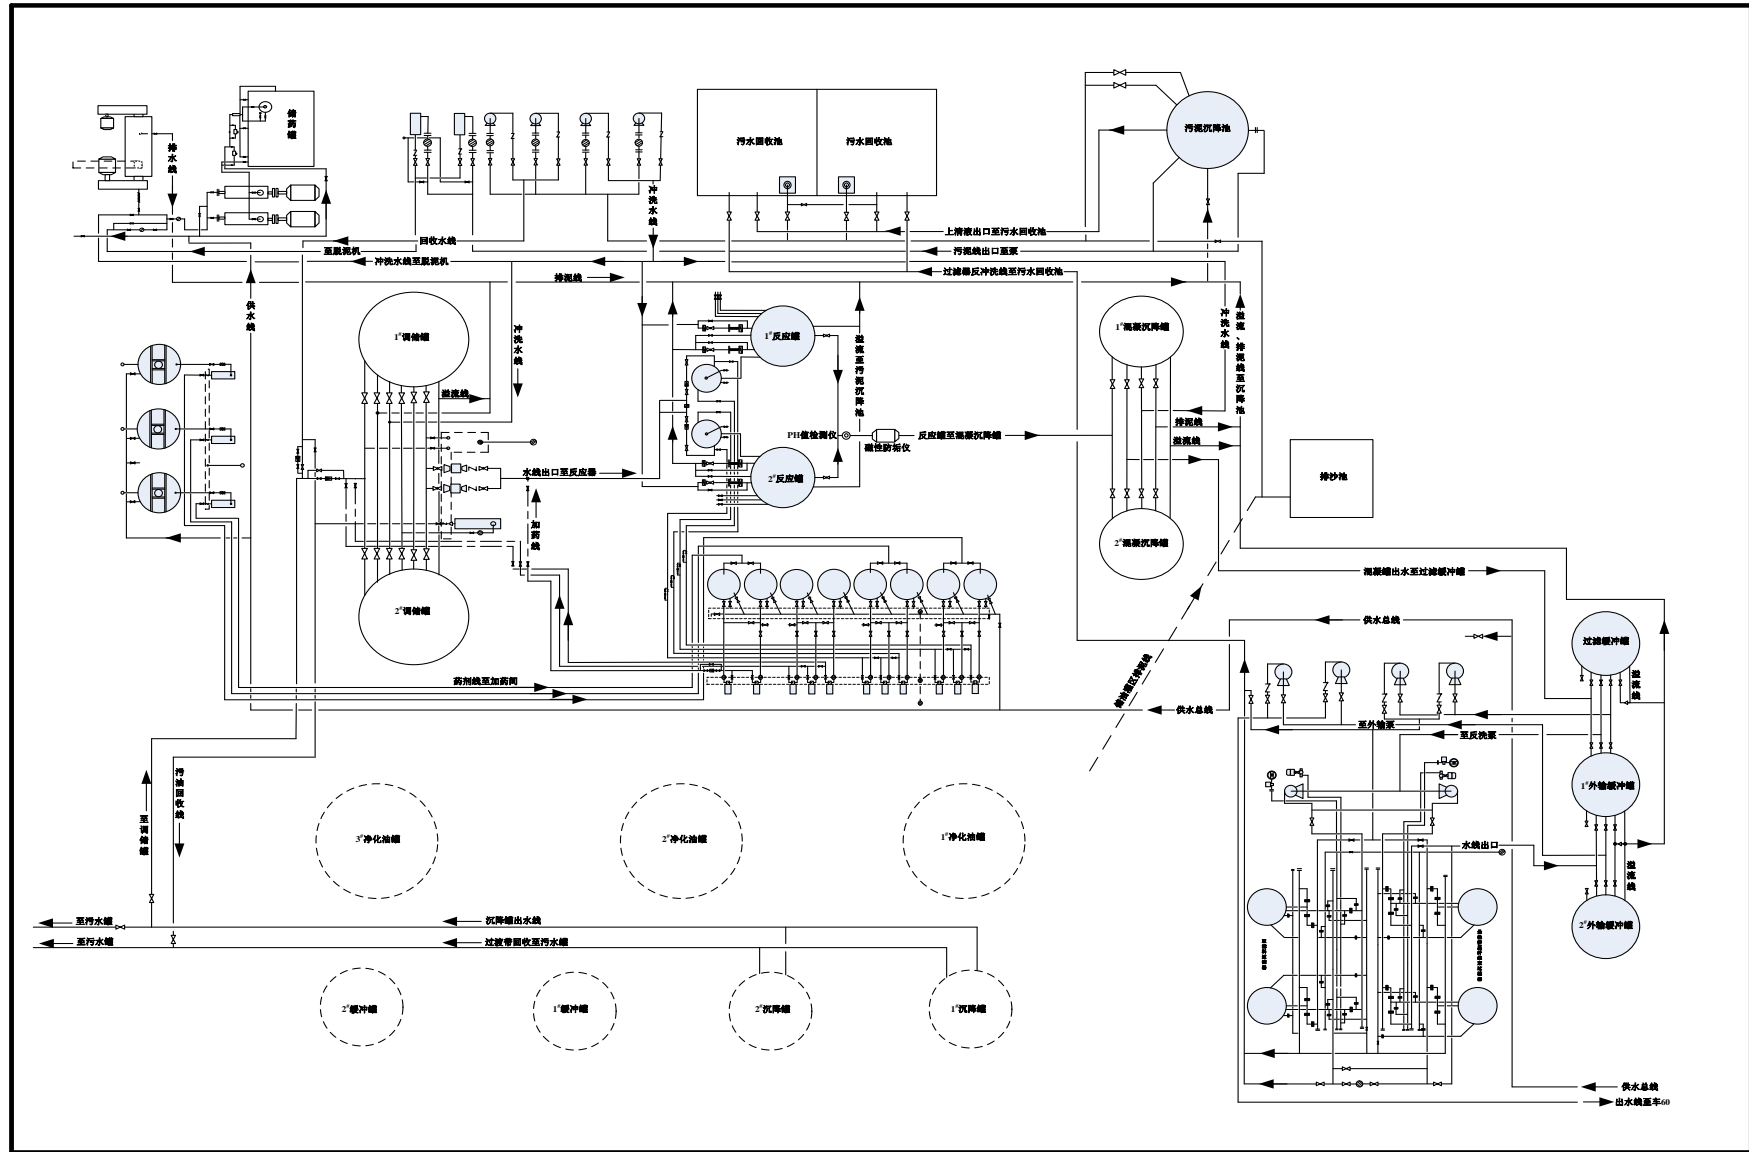 储药罐
排水线
污水回收池
污水回收池
污泥沉降池
冲洗水线
回收水线
上清液出口至污水回收池
至脱泥机
污泥线出口至泵
冲洗水线至脱泥机
过滤器反冲洗线至污水回收池
排泥线
供水线
1#调储罐
冲洗水线
1#反应罐
溢流至污泥沉降池
1#混凝沉降罐
冲洗水线
溢流、排泥线至沉降池
溢流线
排泥线
溢流线
PH值检测仪
磁性防垢仪
反应罐至混凝沉降罐
水线出口至反应器
2#反应罐
排沙池
加药线
2#混凝沉降罐
混凝罐出水至过滤缓冲罐
2#调储罐
供水总线
过滤缓冲罐
溢流线
药剂线至加药间
供水总线
至外输泵
至反洗泵
污油回收线
至调储罐
1#外输缓冲罐
3#净化油罐
2#净化油罐
1#净化油罐
水线出口
溢流线
至污水罐
沉降罐出水线
2#外输缓冲罐
至污水罐
2#缓冲罐
1#缓冲罐
2#沉降罐
1#沉降罐
供水总线
出水线至车60